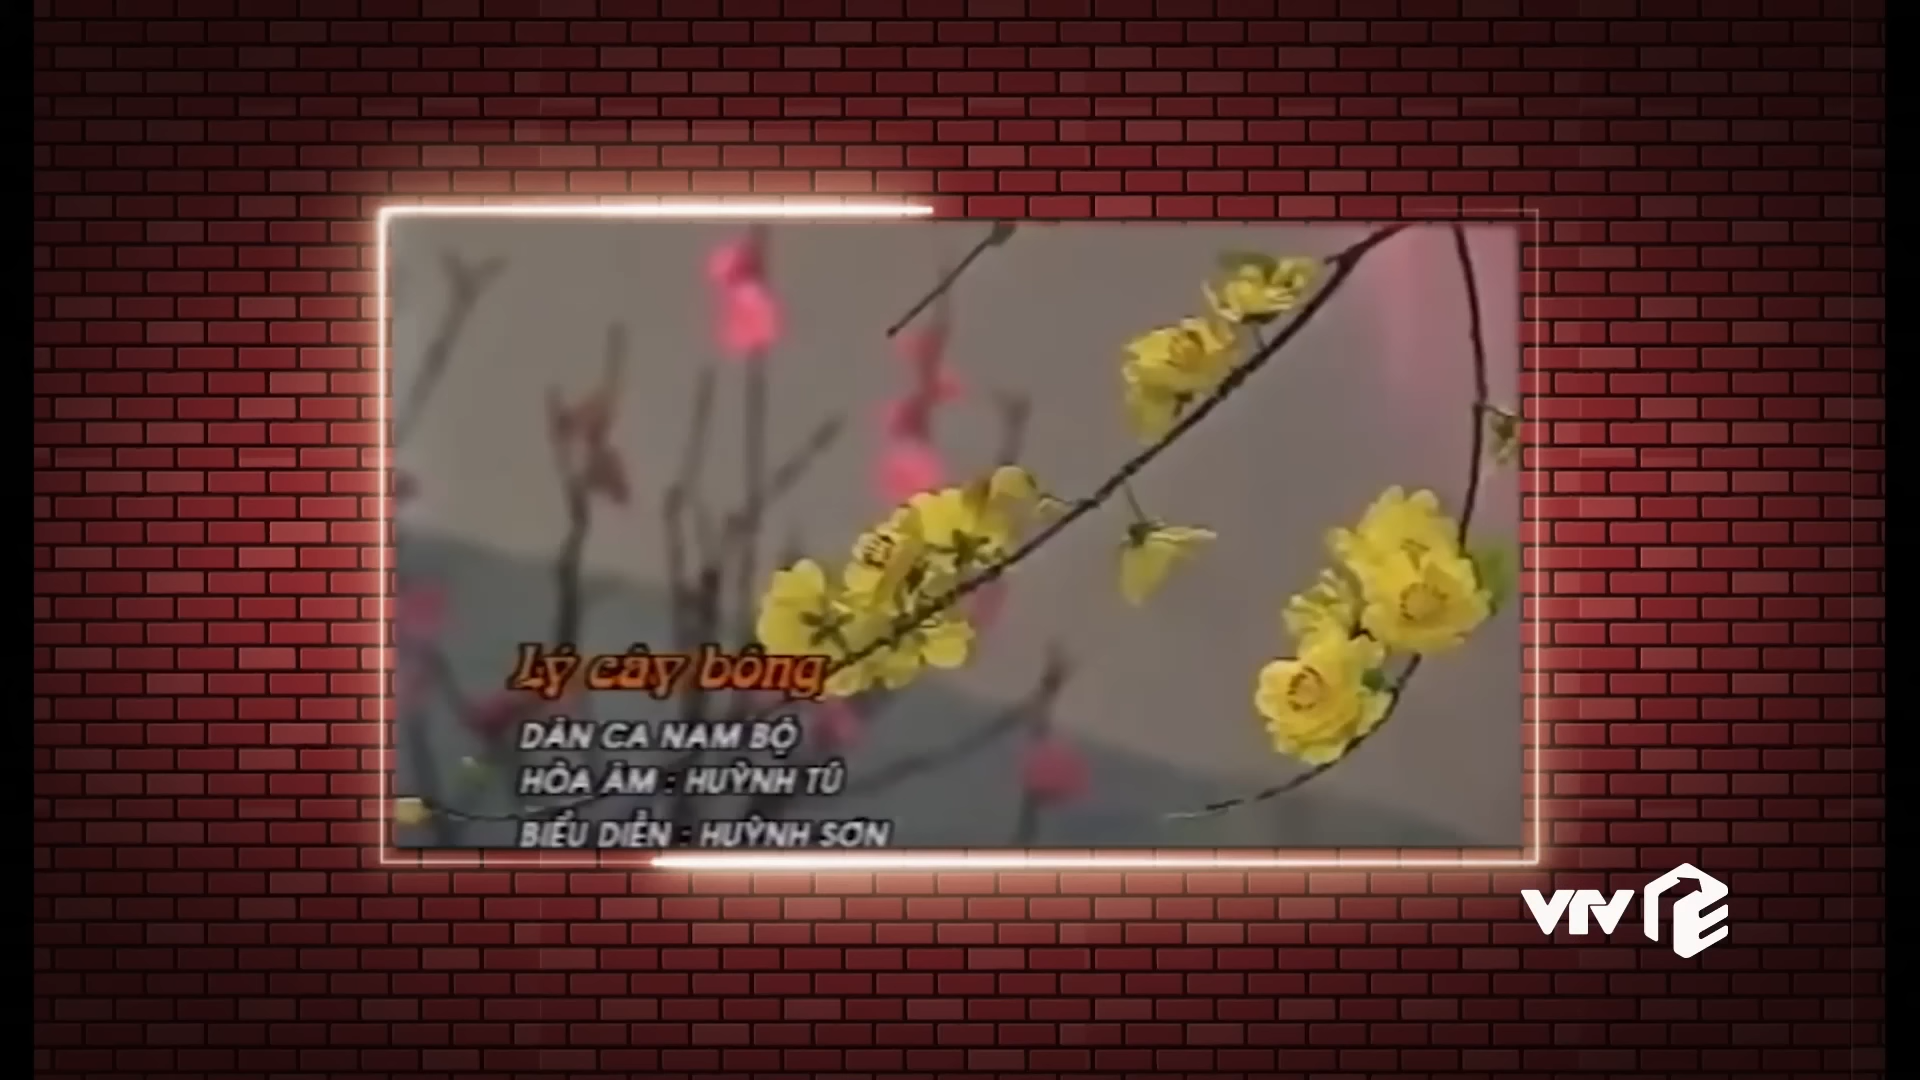 Lý cây bông
DÂN CA NAM BỘ
HÒA ÂM : HUỲNH TÚ
BIỂU DIỄN : HUỲNH SƠN
VTV